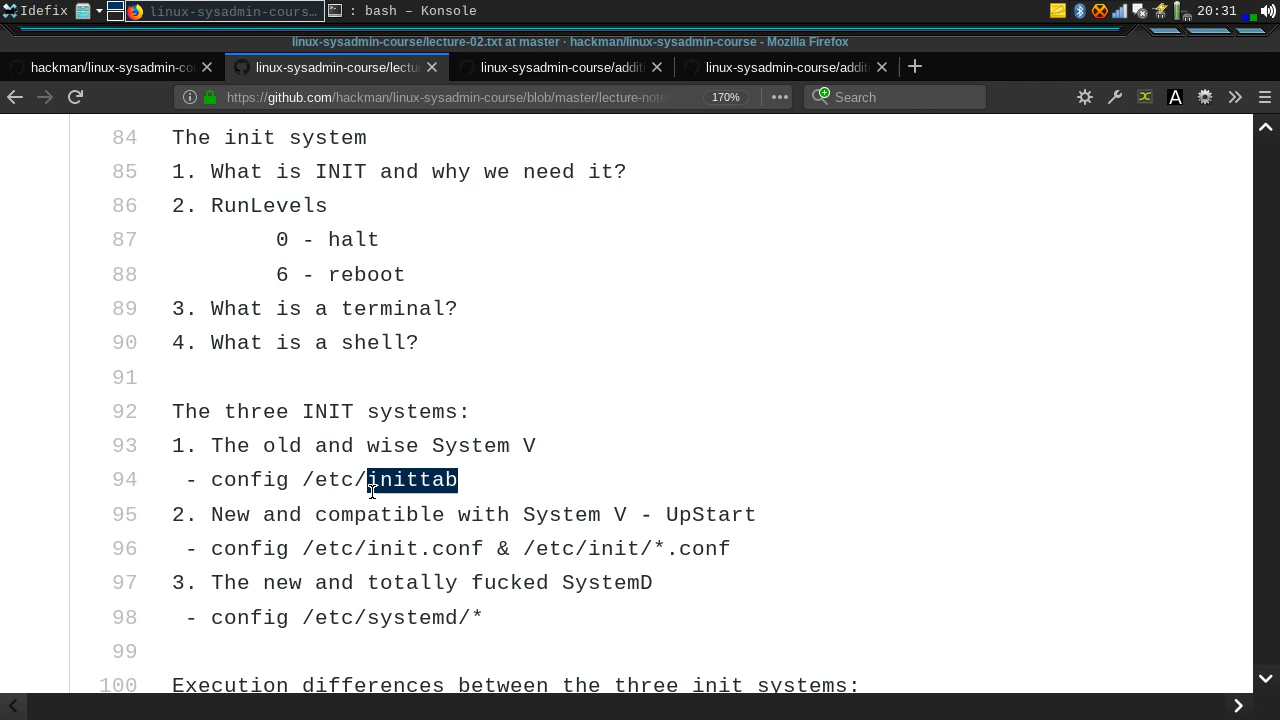 Idefix linux-sysadmin-cours... : bash – Konsole 20:31
linux-sysadmin-course/lecture-02.txt at master · hackman/linux-sysadmin-course - Mozilla Firefox
hackman/linux-sysadmin-co linux-sysadmin-course/lectu linux-sysadmin-course/addit linux-sysadmin-course/addit
https://github.com/hackman/linux-sysadmin-course/blob/master/lecture-notes 170% Search
84 The init system
85 1. What is INIT and why we need it?
86 2. RunLevels
87 0 - halt
88 6 - reboot
89 3. What is a terminal?
90 4. What is a shell?
91
92 The three INIT systems:
93 1. The old and wise System V
94 - config /etc/inittab
95 2. New and compatible with System V - UpStart
96 - config /etc/init.conf & /etc/init/*.conf
97 3. The new and totally fucked SystemD
98 - config /etc/systemd/*
99
100 Execution differences between the three init systems: